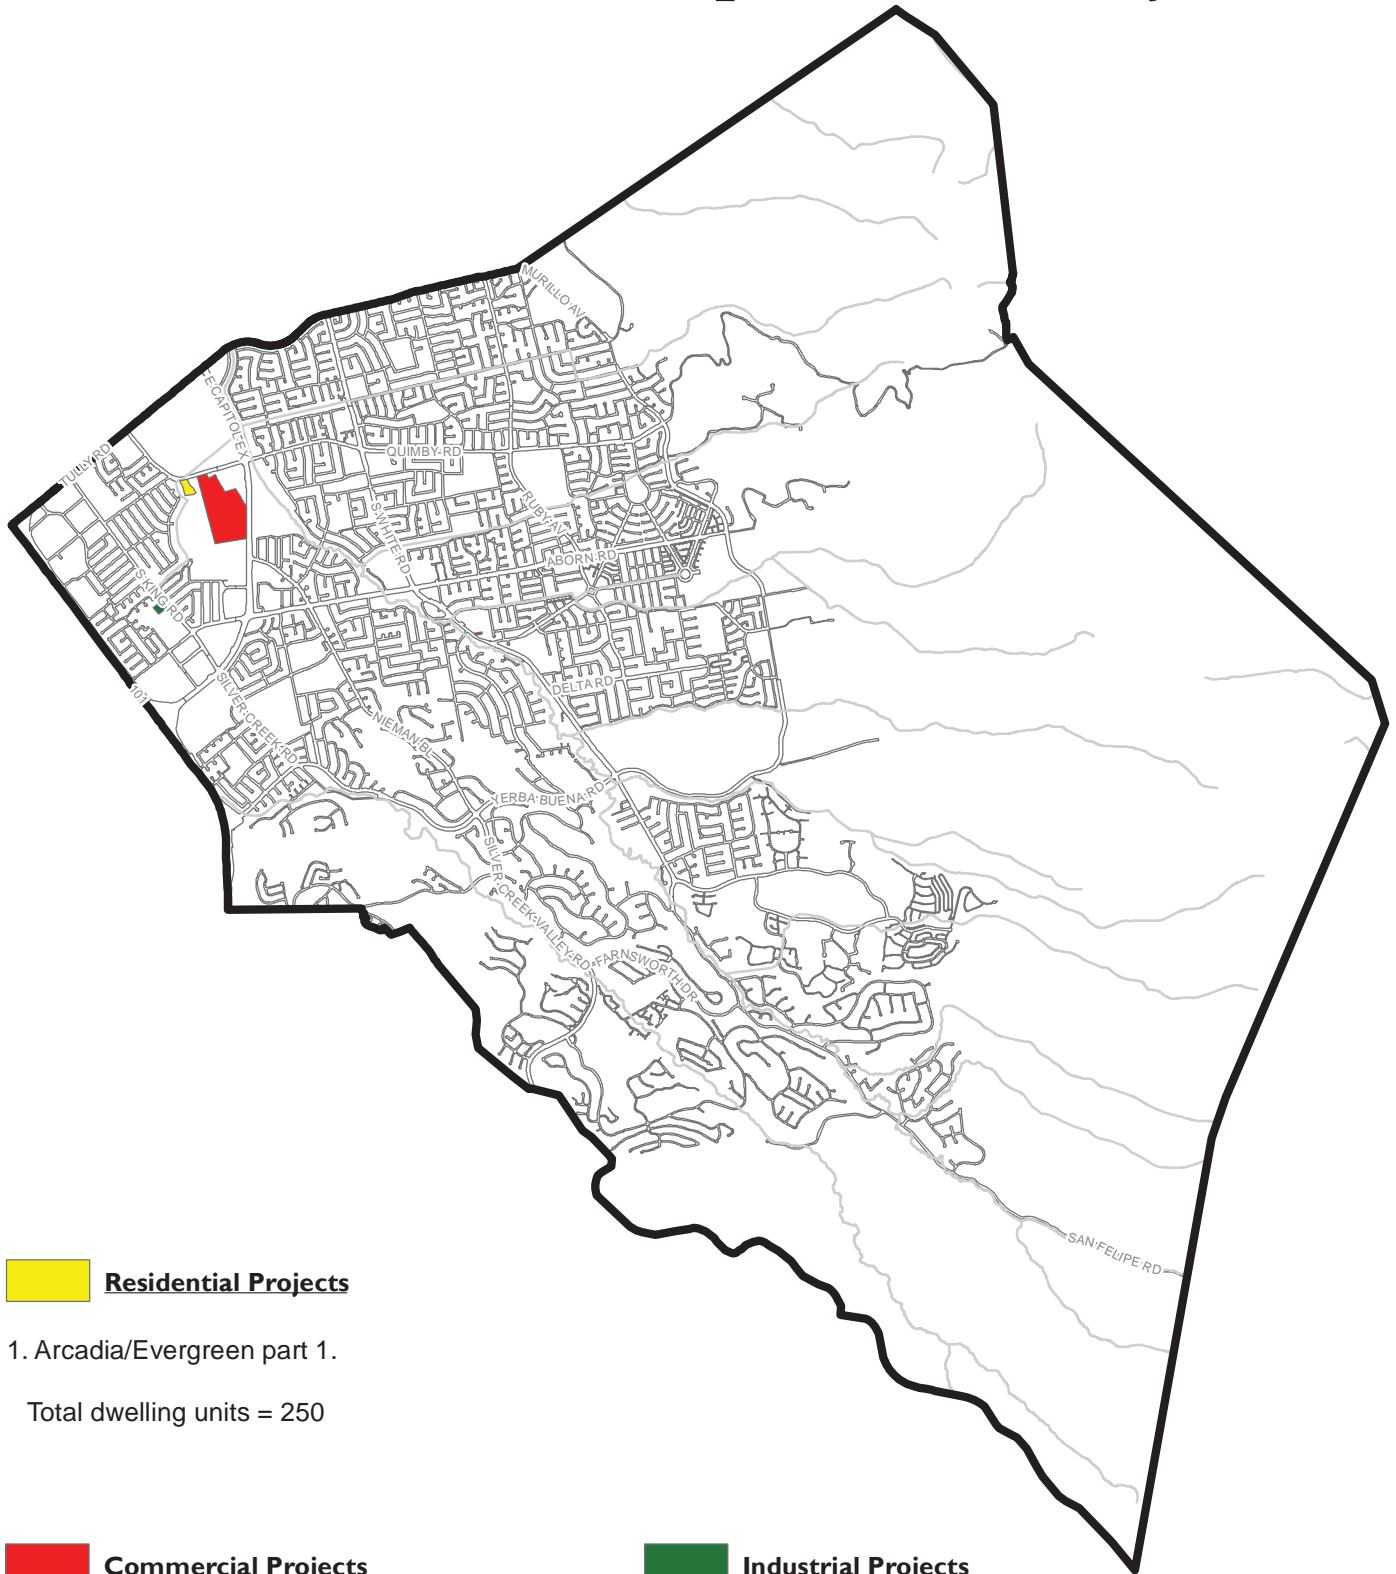 MURILLO AV
E CAPITOL EX
TULLY RD
QUIMBY RD
S WHITE RD
RUBY AV
ABORN RD
S KING RD
101
SILVER CREEK RD
DELTA RD
NIEMAN BL
YERBA BUENA RD
SILVER CREEK VALLEY RD
FARNSWORTH DR
SAN FELIPE RD
Residential Projects
1. Arcadia/Evergreen part 1.
Total dwelling units = 250
Commercial Projects
Industrial Projects